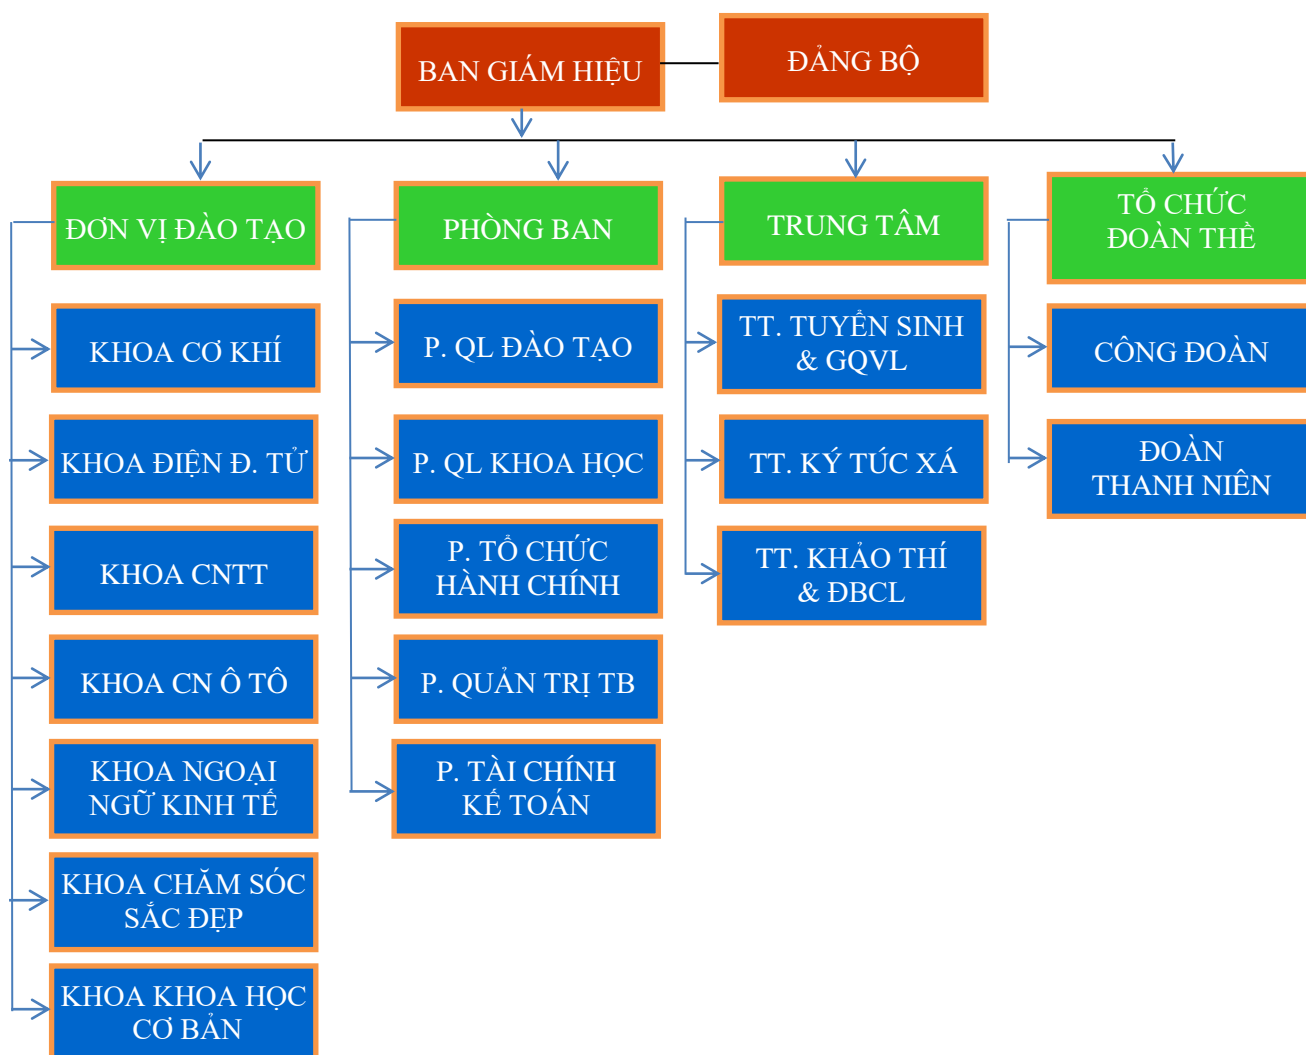 BAN GIÁM HIỆU
ĐẢNG BỘ
ĐƠN VỊ ĐÀO TẠO
KHOA CƠ KHÍ
KHOA ĐIỆN Đ. TỬ
KHOA CNTT
KHOA CN Ô TÔ
KHOA NGOẠI
NGỮ KINH TẾ
KHOA CHĂM SÓC
SẮC ĐẸP
KHOA KHOA HỌC
CƠ BẢN
PHÒNG BAN
P. QL ĐÀO TẠO
P. QL KHOA HỌC
P. TỔ CHỨC
HÀNH CHÍNH
P. QUẢN TRỊ TB
P. TÀI CHÍNH
KẾ TOÁN
TRUNG TÂM
TT. TUYỂN SINH
& GQVL
TT. KÝ TÚC XÁ
TT. KHẢO THÍ
& ĐBCL
TỔ CHỨC
ĐOÀN THỀ
CÔNG ĐOÀN
ĐOÀN
THANH NIÊN